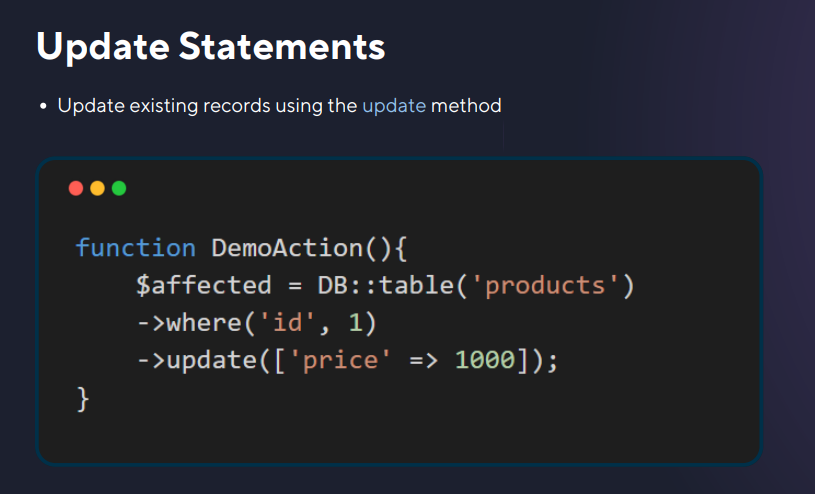 Update Statements
• Update existing records using the update method
function DemoAction(){
    $affected = DB::table('products')
    ->where('id', 1)
    ->update(['price' => 1000]);
}